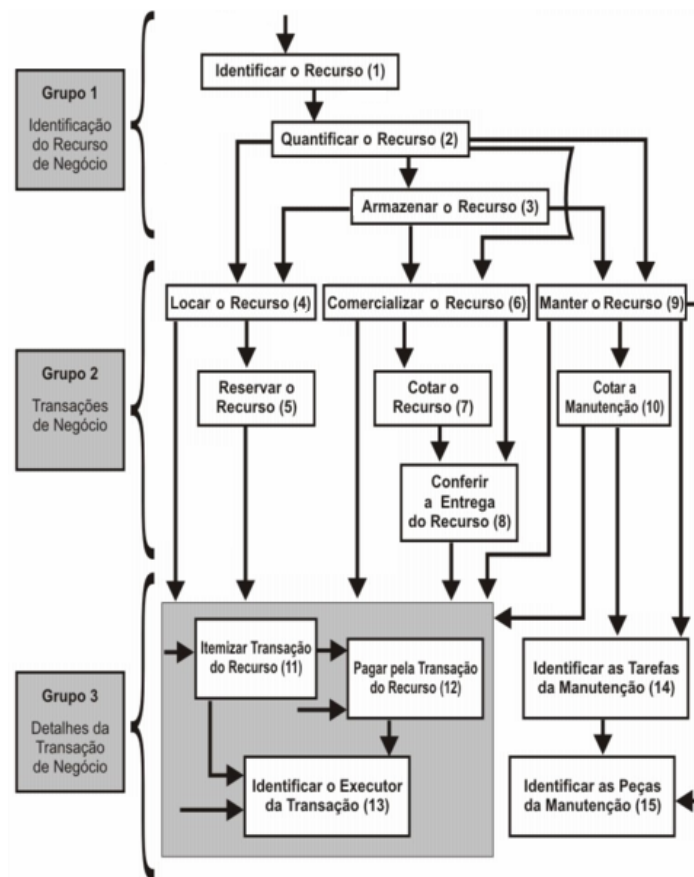 Grupo 1
Identificação
do Recurso
de Negócio
Identificar o Recurso (1)
Quantificar o Recurso (2)
Armazenar o Recurso (3)
Grupo 2
Transações
de Negócio
Locar o Recurso (4)
Comercializar o Recurso (6)
Manter o Recurso (9)
Reservar o
Recurso (5)
Cotar o
Recurso (7)
Cotar a
Manutenção (10)
Conferir
a Entrega
do Recurso (8)
Grupo 3
Detalhes da
Transação
de Negócio
Itemizar Transação
do Recurso (11)
Pagar pela Transação
do Recurso (12)
Identificar o Executor
da Transação (13)
Identificar as Tarefas
da Manutenção (14)
Identificar as Peças
da Manutenção (15)